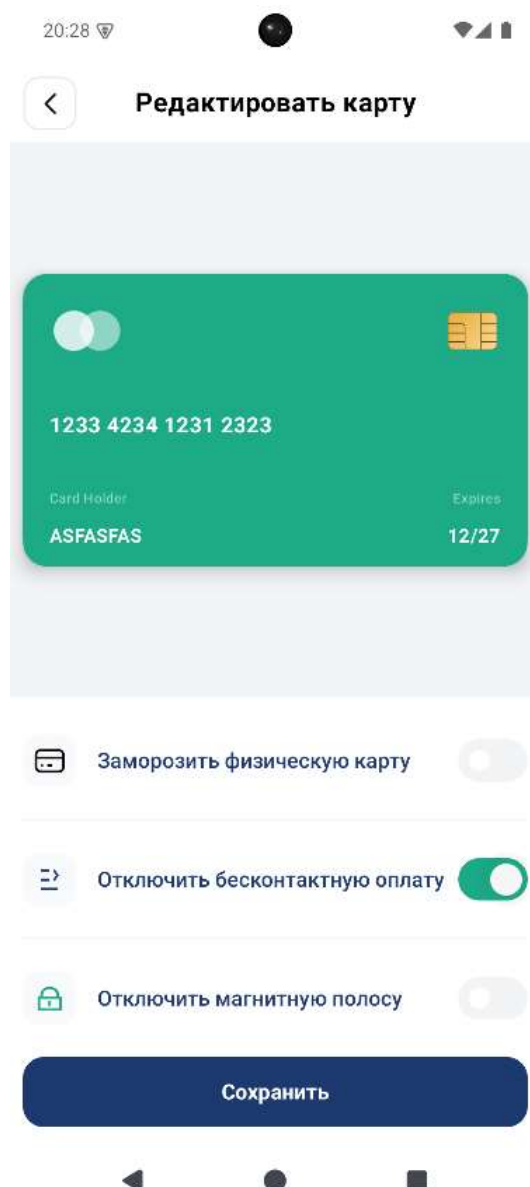 20:28
Редактировать карту
1233 4234 1231 2323
Card Holder
Expires
ASFASFAS
12/27
Заморозить физическую карту
Отключить бесконтактную оплату
Отключить магнитную полосу
Сохранить